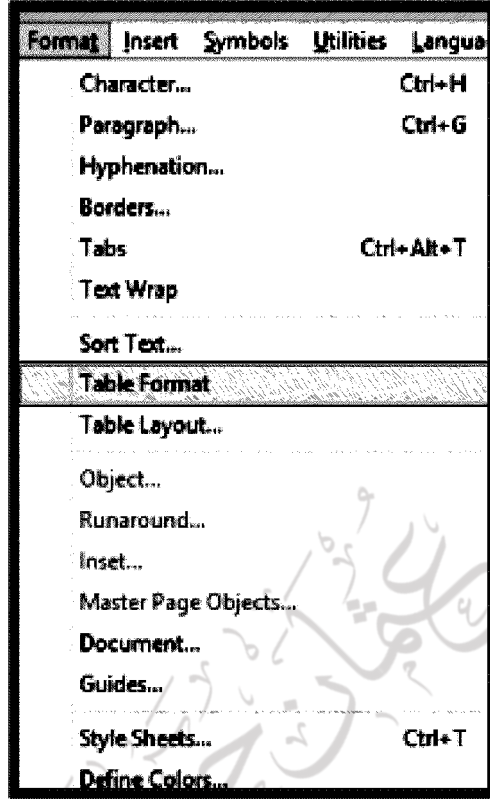 Format Insert Symbols Utilities Langua
Character... Ctrl+H
Paragraph... Ctrl+G
Hyphenation...
Borders...
Tabs Ctrl+Alt+T
Text Wrap
Sort Text...
Table Format
Table Layout...
Object...
Runaround...
Inset...
Master Page Objects...
Document...
Guides...
Style Sheets... Ctrl+T
Define Colors...